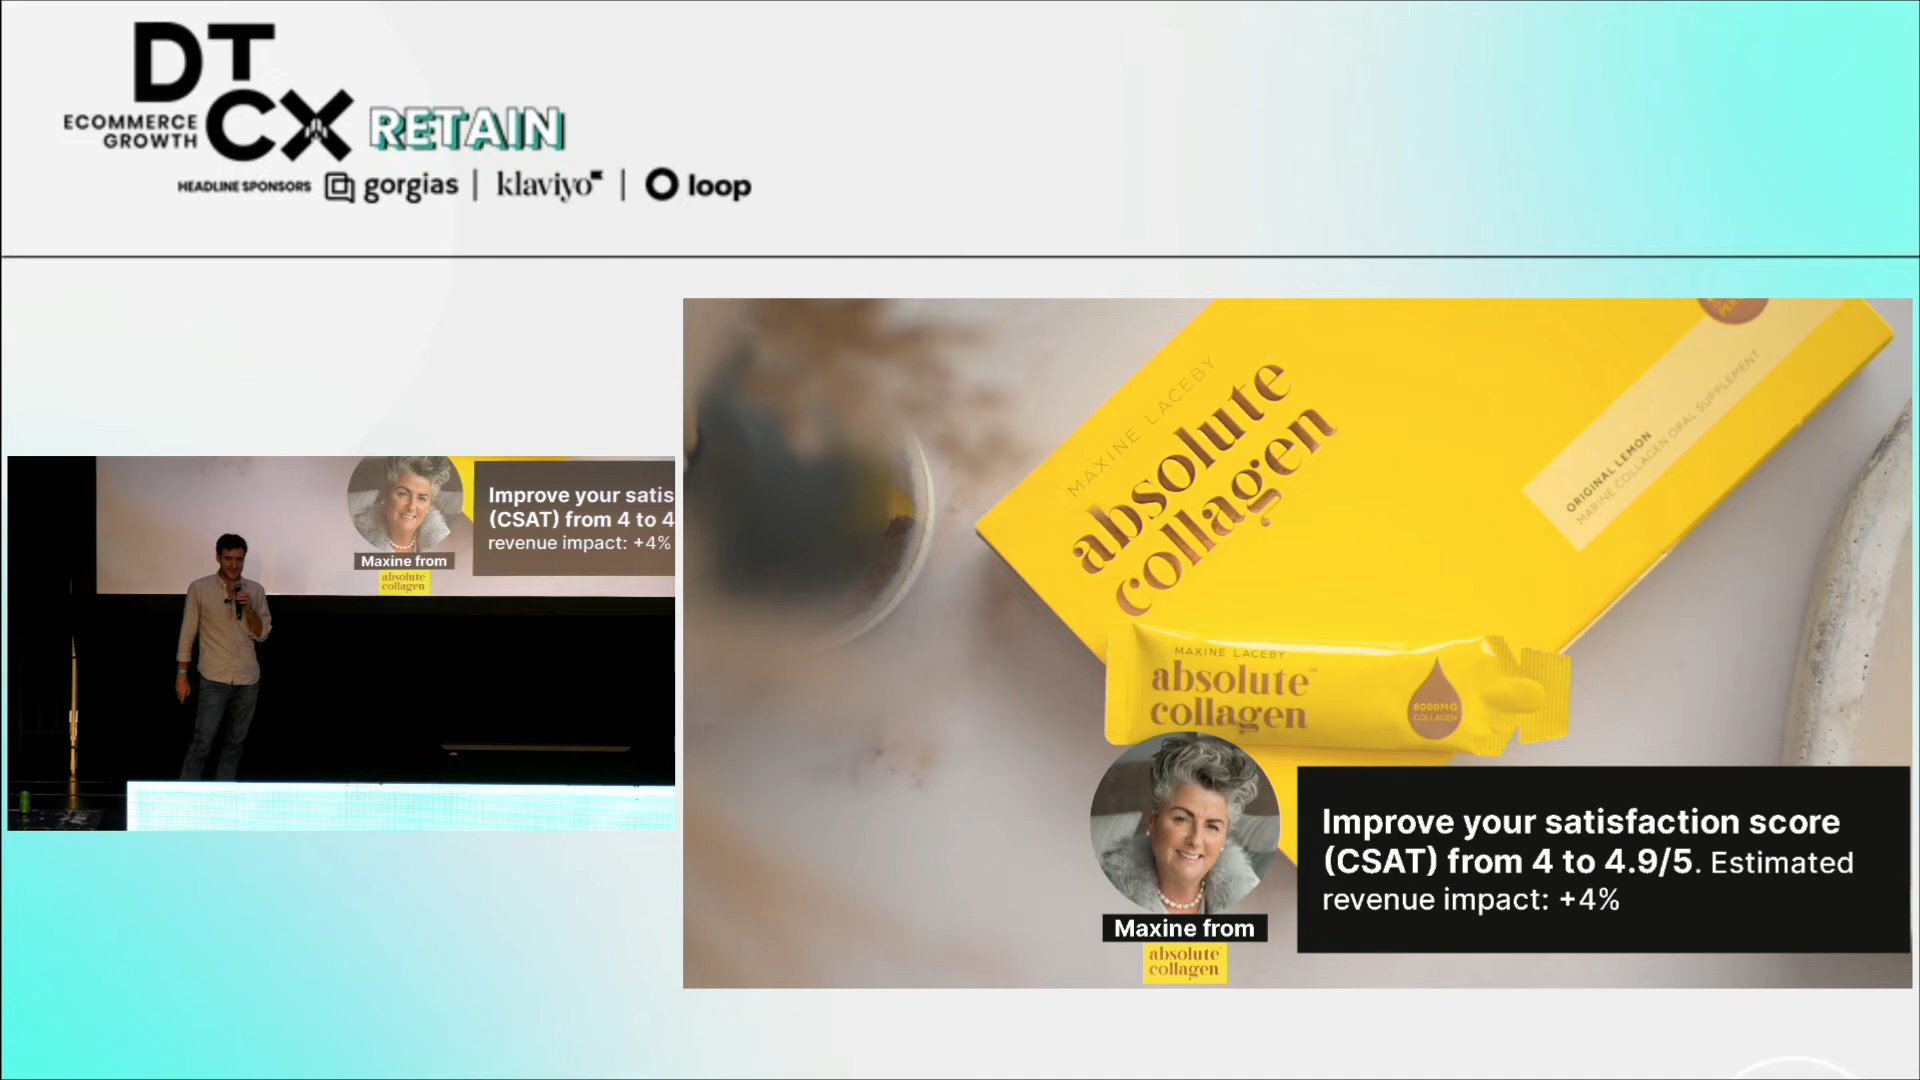 DT
CX
ECOMMERCE
GROWTH
RETAIN
HEADLINE SPONSORS
gorgias | klaviyo | loop
Improve your satis
(CSAT) from 4 to 4
revenue impact: +4%
Maxine from
absolute
collagen
MAXINE LACEBY
absolute
collagen
ORIGINAL LEMON
MARINE COLLAGEN ORAL SUPPLEMENT
MAXINE LACEBY
absolute™
collagen
8000MG
COLLAGEN
Improve your satisfaction score
(CSAT) from 4 to 4.9/5. Estimated
revenue impact: +4%
Maxine from
absolute
collagen